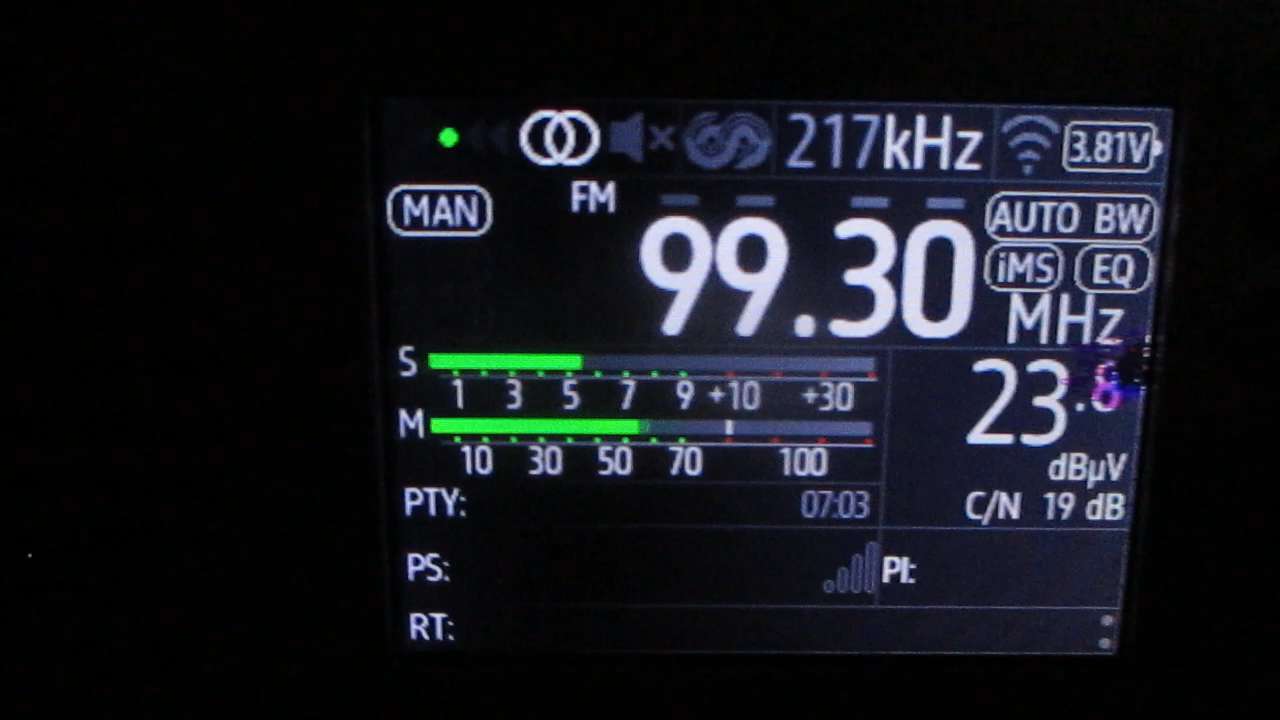 217kHz 3.81V
MAN FM AUTO BW
99.30 iMS EQ
MHz
S
1 3 5 7 9 +10 +30
M
10 30 50 70 100
23.
dBµV
PTY: 07:03 C/N 19 dB
PS: PI:
RT: